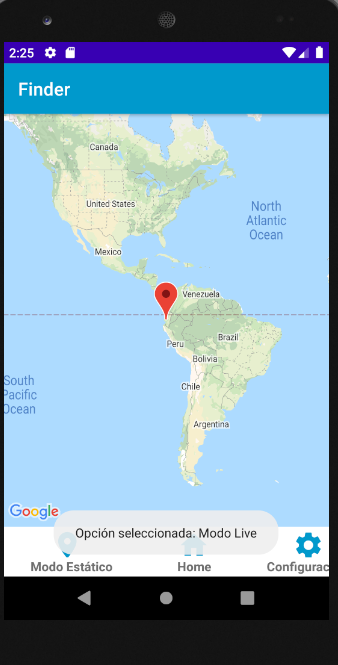 2:25
Finder
Canada
North
Atlantic
Ocean
United States
Mexico
Venezuela
Brazil
Peru
Bolivia
South
Pacific
Ocean
Chile
Argentina
Google
Opción seleccionada: Modo Live
Modo Estático
Home
Configurac